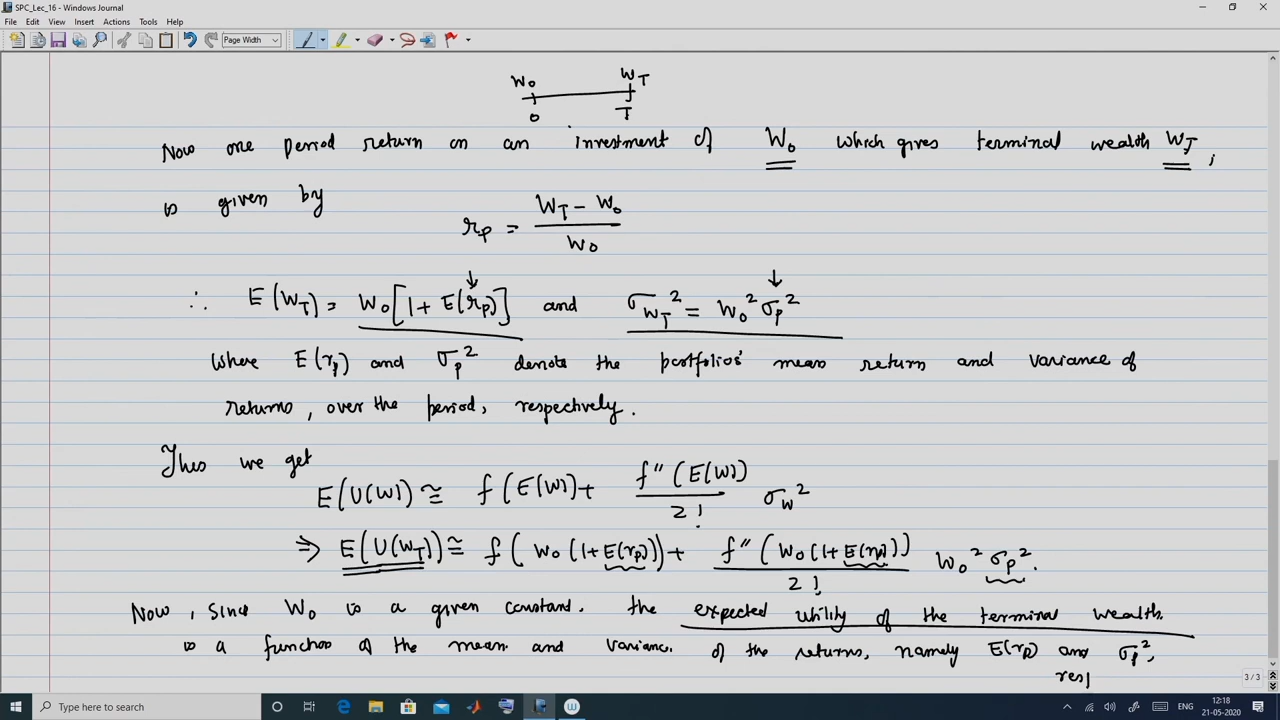 SPC_Lec_16 - Windows Journal
File Edit View Insert Actions Tools Help
Page Width
W0 WT
0 T
Now one period return on an investment of W0 which gives terminal wealth WT,
is given by
rp = (WT − W0) / W0
∴ E(WT) = W0[1 + E(rp)] and σWT² = W0² σp²
where E(rp) and σp² denote the portfolios' mean return and variance of
returns, over the period, respectively.
Thus we get
E(U(W)) ≅ f(E(W)) + f''(E(W)) / 2! σW²
⇒ E(U(WT)) ≅ f(W0(1+E(rp))) + f''(W0(1+E(rp))) / 2! W0² σp².
Now, since W0 is a given constant. the expected utility of the terminal wealth.
is a function of the mean and variance. of the returns, namely E(rp) and σp²,
resp
3/3
Type here to search
ENG
12:18
21-05-2020